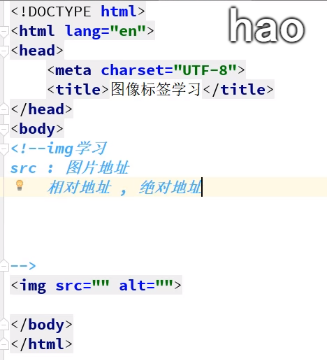 <!DOCTYPE html>
hao
<html lang="en">
<head>
<meta charset="UTF-8">
<title>图像标签学习</title>
</head>
<body>
<!--img学习
src : 图片地址
相对地址 , 绝对地址
-->
<img src="" alt="">
</body>
</html>